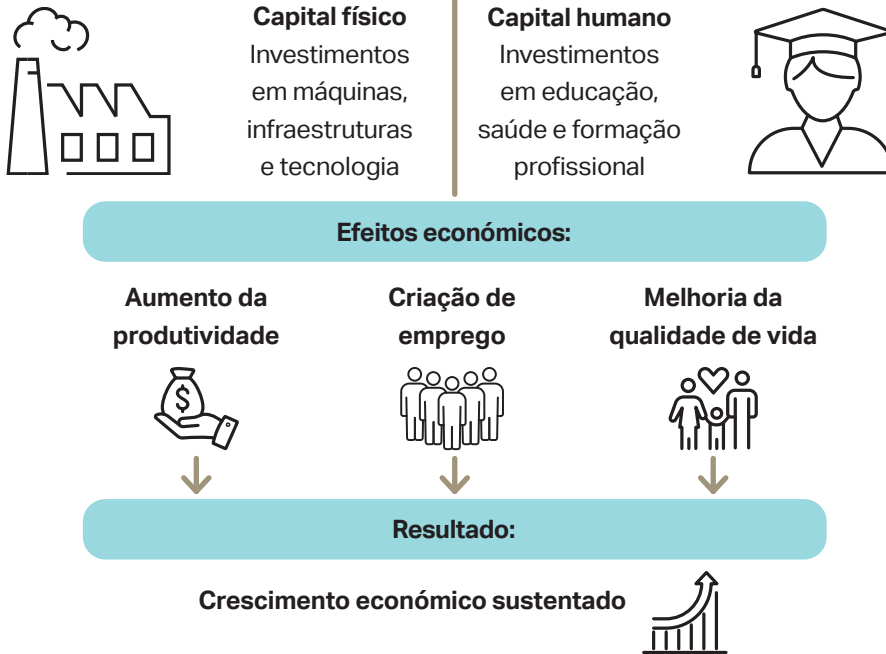 Capital físico
Investimentos
em máquinas,
infraestruturas
e tecnologia
Capital humano
Investimentos
em educação,
saúde e formação
profissional
Efeitos económicos:
Aumento da
produtividade
Criação de
emprego
Melhoria da
qualidade de vida
$
Resultado:
Crescimento económico sustentado